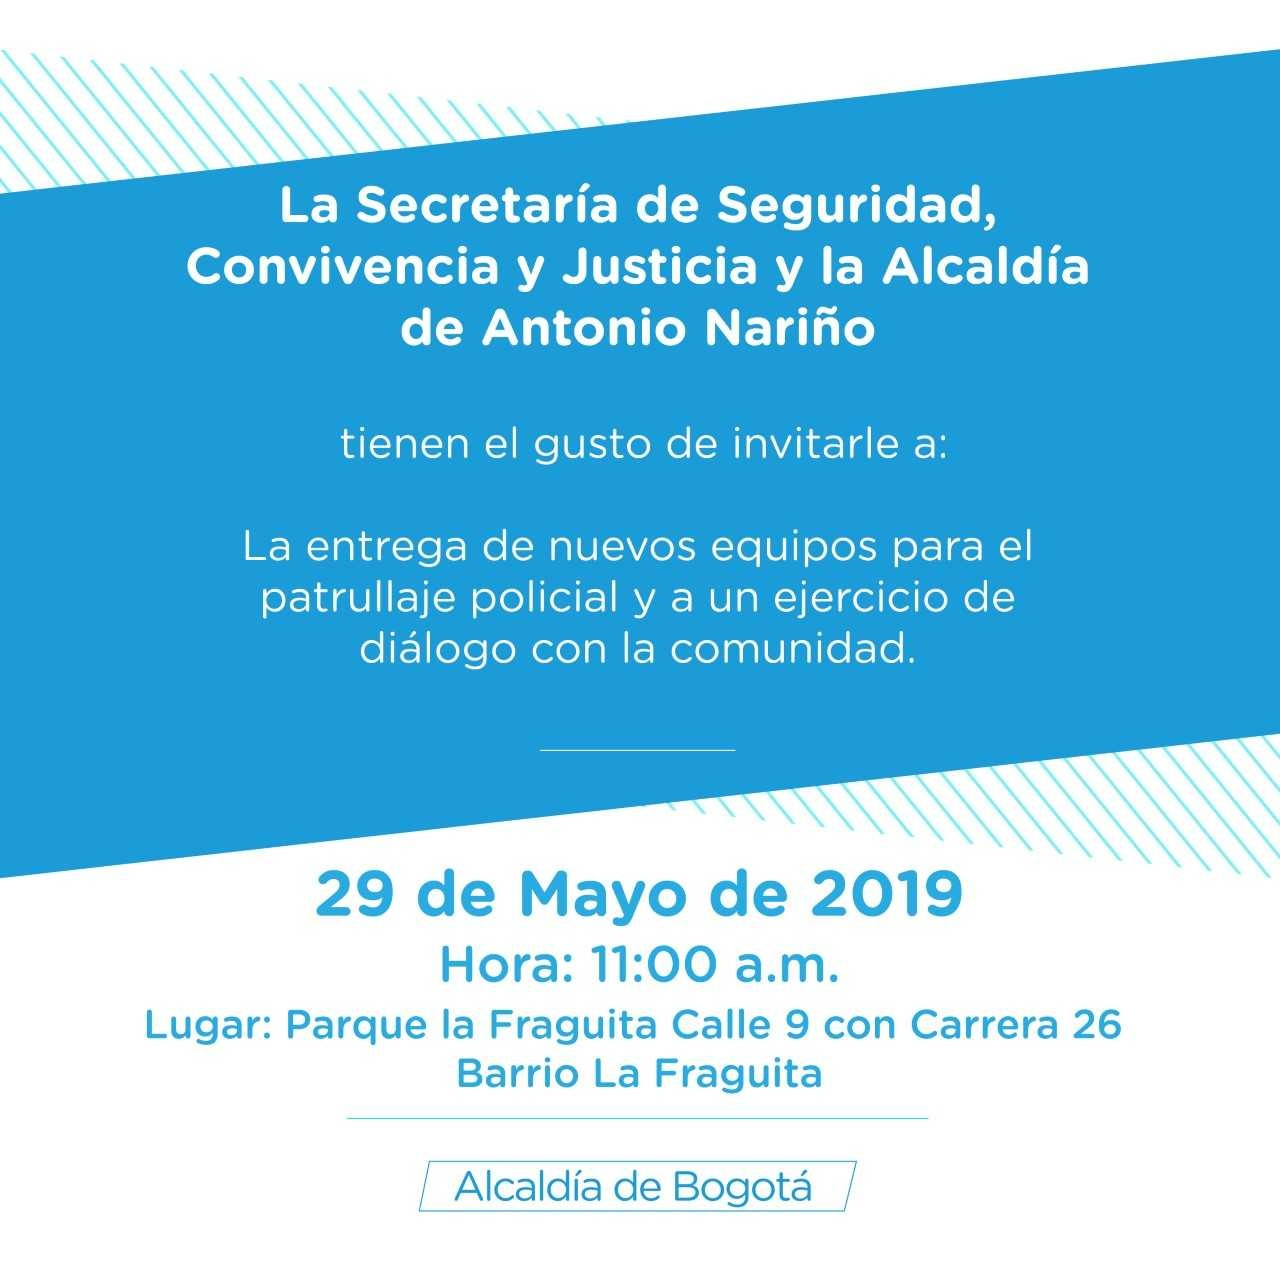 La Secretaría de Seguridad,
Convivencia y Justicia y la Alcaldía
de Antonio Nariño
tienen el gusto de invitarle a:
La entrega de nuevos equipos para el
patrullaje policial y a un ejercicio de
diálogo con la comunidad.
29 de Mayo de 2019
Hora: 11:00 a.m.
Lugar: Parque la Fraguita Calle 9 con Carrera 26
Barrio La Fraguita
Alcaldía de Bogotá